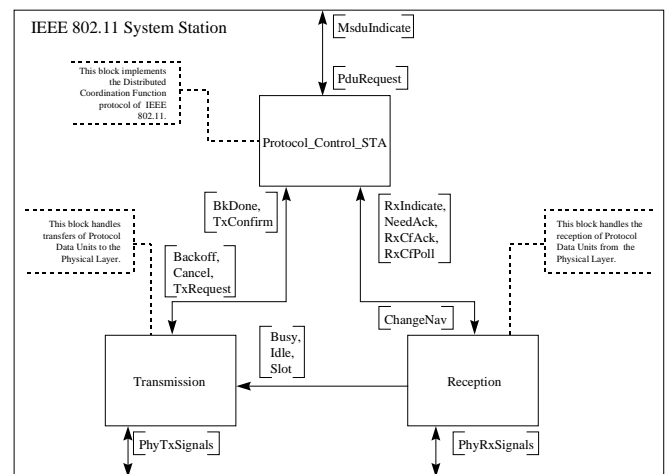 IEEE 802.11 System Station
MsduIndicate
PduRequest
This block implements
the Distributed
Coordination Function
protocol of IEEE
802.11.
Protocol_Control_STA
BkDone,
TxConfirm
RxIndicate,
NeedAck,
RxCfAck,
RxCfPoll
This block handles
transfers of Protocol
Data Units to the
Physical Layer.
This block handles the
reception of Protocol
Data Units from the
Physical Layer.
Backoff,
Cancel,
TxRequest
ChangeNav
Busy,
Idle,
Slot
Transmission
Reception
PhyTxSignals
PhyRxSignals